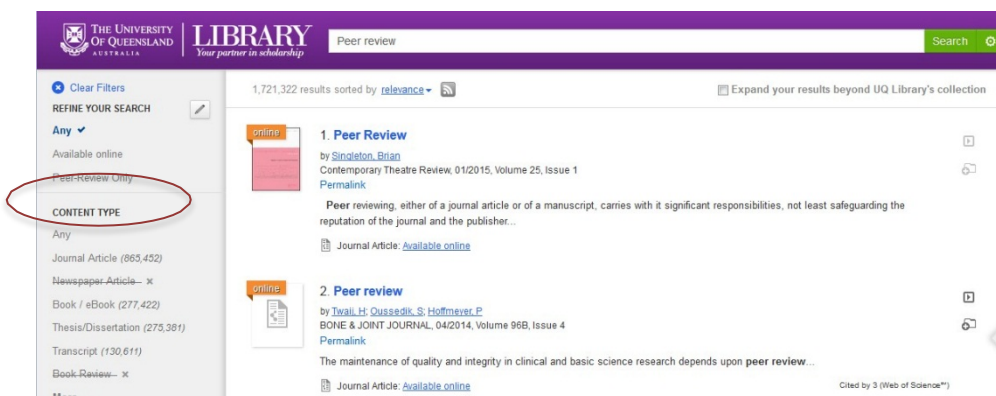 THE UNIVERSITY
OF QUEENSLAND
AUSTRALIA
LIBRARY
Your partner in scholarship
Peer review
Search
Clear Filters
REFINE YOUR SEARCH
Any
Available online
Peer-Review Only
CONTENT TYPE
Any
Journal Article (865,452)
Newspaper Article x
Book / eBook (277,422)
Thesis/Dissertation (275,381)
Transcript (130,611)
Book Review x
1,721,322 results sorted by relevance
Expand your results beyond UQ Library's collection
online
1. Peer Review
by Singleton, Brian
Contemporary Theatre Review, 01/2015, Volume 25, Issue 1
Permalink
Peer reviewing, either of a journal article or of a manuscript, carries with it significant responsibilities, not least safeguarding the
reputation of the journal and the publisher...
Journal Article: Available online
online
2. Peer review
by Twaij, H; Oussedik, S; Hoffmeyer, P
BONE & JOINT JOURNAL, 04/2014, Volume 96B, Issue 4
Permalink
The maintenance of quality and integrity in clinical and basic science research depends upon peer review...
Journal Article: Available online
Cited by 3 (Web of Science™)